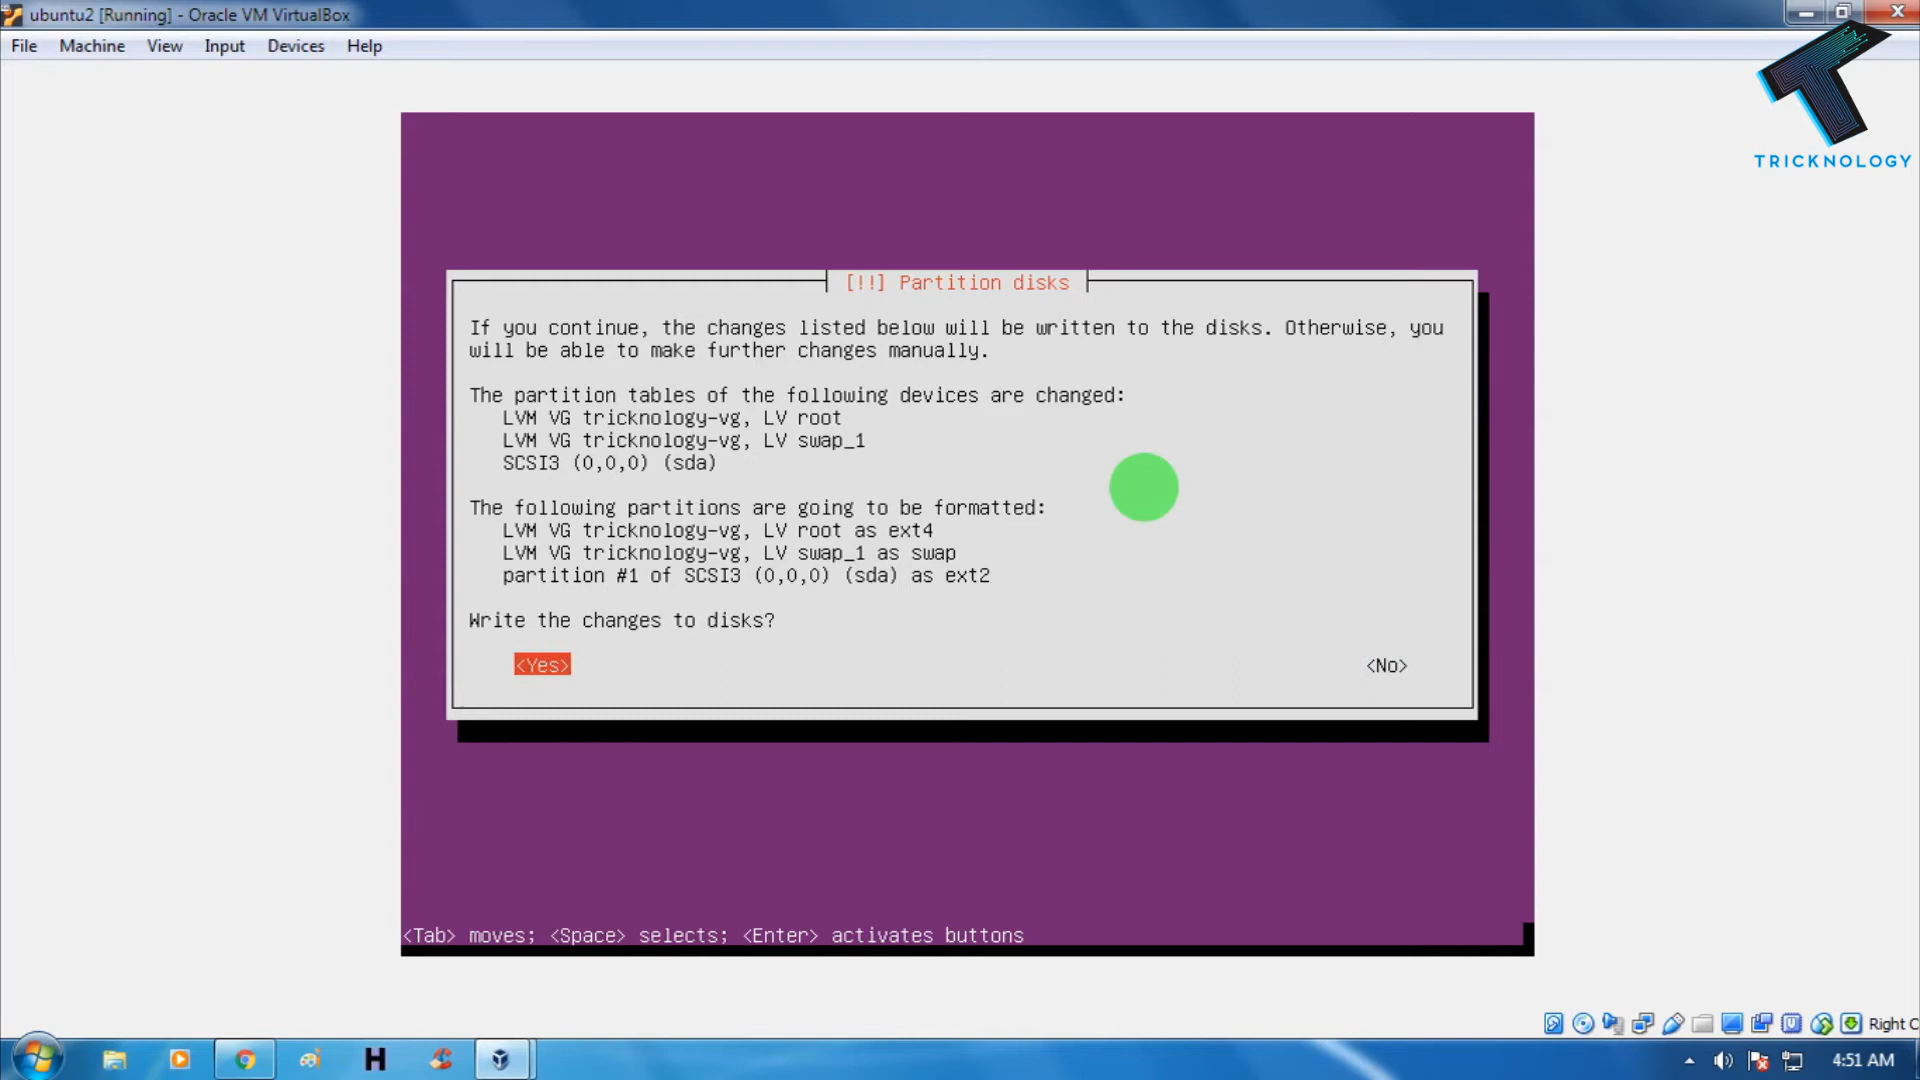 ubuntu2 [Running] - Oracle VM VirtualBox
File Machine View Input Devices Help
TRICKNOLOGY
[!!] Partition disks
If you continue, the changes listed below will be written to the disks. Otherwise, you
will be able to make further changes manually.
The partition tables of the following devices are changed:
LVM VG tricknology-vg, LV root
LVM VG tricknology-vg, LV swap_1
SCSI3 (0,0,0) (sda)
The following partitions are going to be formatted:
LVM VG tricknology-vg, LV root as ext4
LVM VG tricknology-vg, LV swap_1 as swap
partition #1 of SCSI3 (0,0,0) (sda) as ext2
Write the changes to disks?
<Yes> <No>
<Tab> moves; <Space> selects; <Enter> activates buttons
Right C
H
4:51 AM